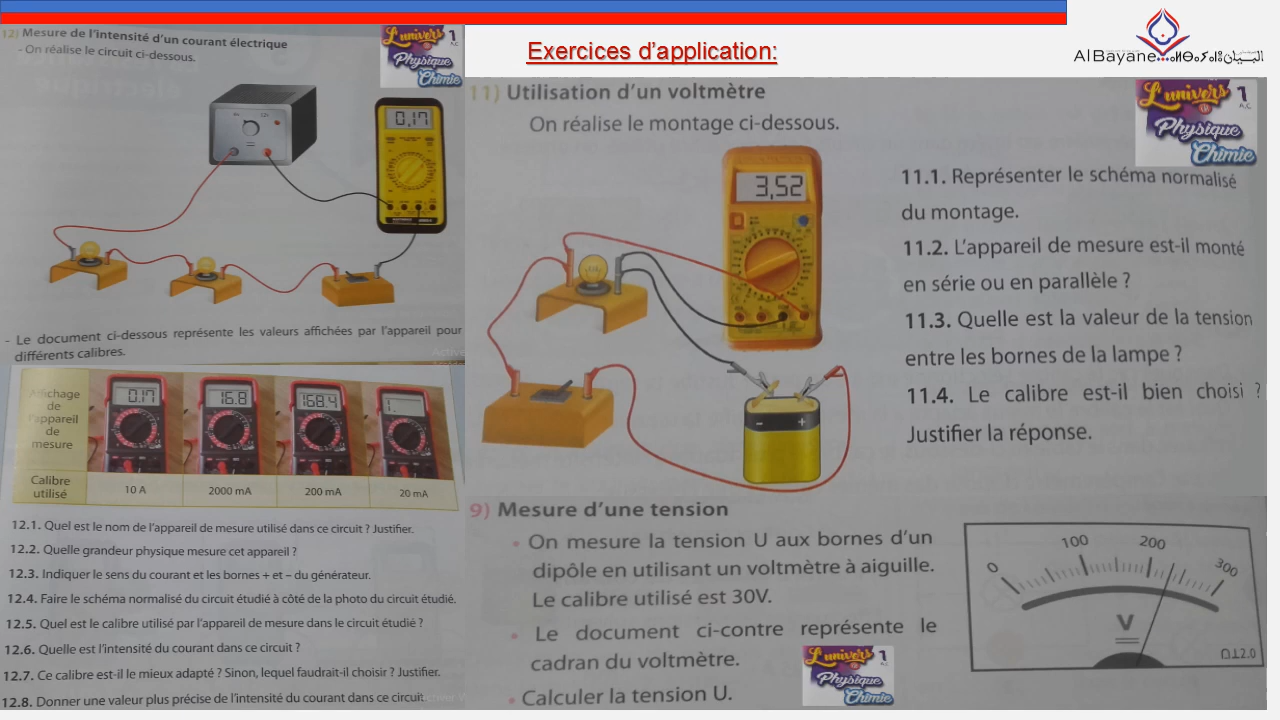 Exercices d'application:
AlBayane
البيان
12) Mesure de l'intensité d'un courant électrique
- On réalise le circuit ci-dessous.
L'univers
Physique
Chimie
1
A.C
0,17
- Le document ci-dessous représente les valeurs affichées par l'appareil pour
différents calibres.
Affichage
de
l'appareil
de
mesure
0.17
16.8
168.4
1.
Calibre
utilisé
10 A
2000 mA
200 mA
20 mA
12.1. Quel est le nom de l'appareil de mesure utilisé dans ce circuit ? Justifier.
12.2. Quelle grandeur physique mesure cet appareil ?
12.3. Indiquer le sens du courant et les bornes + et – du générateur.
12.4. Faire le schéma normalisé du circuit étudié à côté de la photo du circuit étudié.
12.5. Quel est le calibre utilisé par l'appareil de mesure dans le circuit étudié ?
12.6. Quelle est l'intensité du courant dans ce circuit ?
12.7. Ce calibre est-il le mieux adapté ? Sinon, lequel faudrait-il choisir ? Justifier.
12.8. Donner une valeur plus précise de l'intensité du courant dans ce circuit.
11) Utilisation d'un voltmètre
On réalise le montage ci-dessous.
L'univers
Physique
Chimie
1
A.C
3,52
- +
11.1. Représenter le schéma normalisé
du montage.
11.2. L'appareil de mesure est-il monté
en série ou en parallèle ?
11.3. Quelle est la valeur de la tension
entre les bornes de la lampe ?
11.4. Le calibre est-il bien choisi ?
Justifier la réponse.
9) Mesure d'une tension
• On mesure la tension U aux bornes d'un
dipôle en utilisant un voltmètre à aiguille.
Le calibre utilisé est 30V.
• Le document ci-contre représente le
cadran du voltmètre.
• Calculer la tension U.
L'univers
Physique
Chimie
1
A.C
0 100 200 300
V
2.0